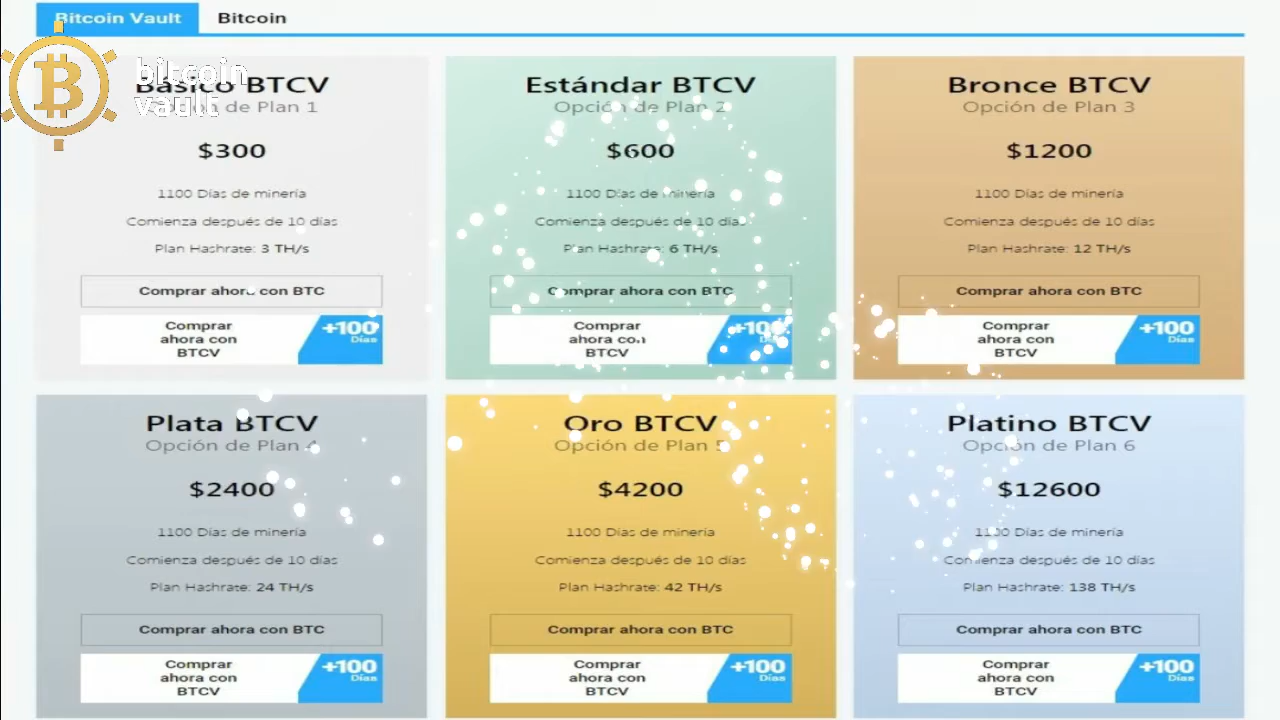 Bitcoin Vault
Bitcoin
bitcoin
vault
Básico BTCV
Opción de Plan 1
$300
1100 Días de minería
Comienza después de 10 días
Plan Hashrate: 3 TH/s
Comprar ahora con BTC
Comprar
ahora con
BTCV
+100
Días
Estándar BTCV
Opción de Plan 2
$600
1100 Días de minería
Comienza después de 10 días
Plan Hashrate: 6 TH/s
Comprar ahora con BTC
Comprar
ahora con
BTCV
+100
Días
Bronce BTCV
Opción de Plan 3
$1200
1100 Días de minería
Comienza después de 10 días
Plan Hashrate: 12 TH/s
Comprar ahora con BTC
Comprar
ahora con
BTCV
+100
Días
Plata BTCV
Opción de Plan 4
$2400
1100 Días de minería
Comienza después de 10 días
Plan Hashrate: 24 TH/s
Comprar ahora con BTC
Comprar
ahora con
BTCV
+100
Días
Oro BTCV
Opción de Plan 5
$4200
1100 Días de minería
Comienza después de 10 días
Plan Hashrate: 42 TH/s
Comprar ahora con BTC
Comprar
ahora con
BTCV
+100
Días
Platino BTCV
Opción de Plan 6
$12600
1100 Días de minería
Comienza después de 10 días
Plan Hashrate: 138 TH/s
Comprar ahora con BTC
Comprar
ahora con
BTCV
+100
Días